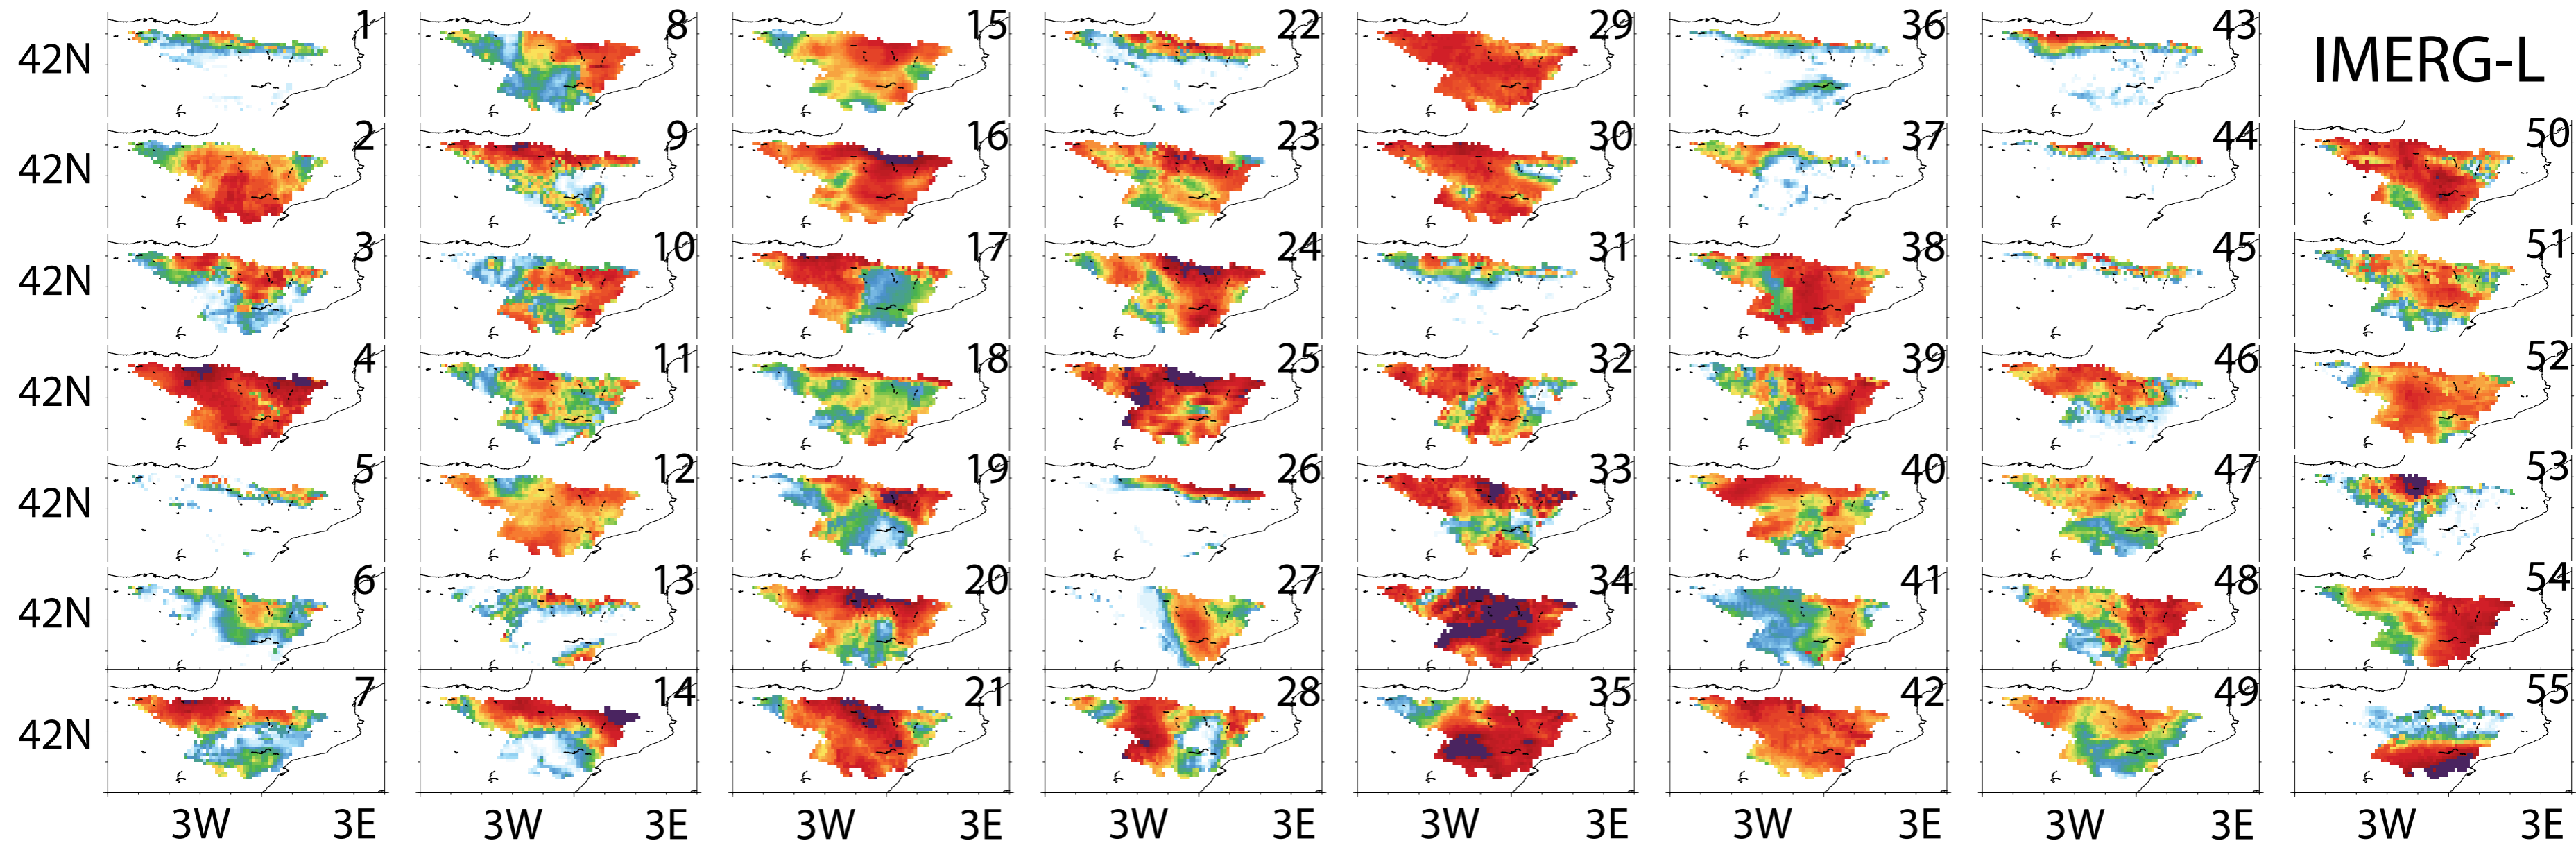 1 8 15 22 29 36 43 IMERG-L
42N
2 9 16 23 30 37 44 50
42N
3 10 17 24 31 38 45 51
42N
4 11 18 25 32 39 46 52
42N
5 12 19 26 33 40 47 53
42N
6 13 20 27 34 41 48 54
42N
7 14 21 28 35 42 49 55
42N
3W 3E 3W 3E 3W 3E 3W 3E 3W 3E 3W 3E 3W 3E 3W 3E